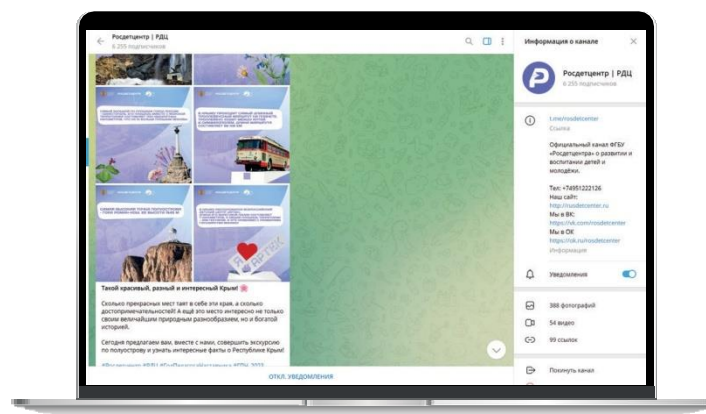 Росдетцентр | РДЦ
6 255 подписчиков
Такой красивый, разный и интересный Крым! 🌸
Сколько прекрасных мест таят в себе эти края, а сколько
достопримечательностей! А ещё это место интересно не только
своим величайшим природным разнообразием, но и богатой
историей.
Сегодня предлагаем вам, вместе с нами, совершить экскурсию
по полуострову и узнать интересные факты о Республике Крым!
ОТКЛ. УВЕДОМЛЕНИЯ
Информация о канале
Росдетцентр | РДЦ
6 255 подписчиков
t.me/rosdetcenter
Ссылка
Официальный канал ФГБУ
«Росдетцентр» о развитии и
воспитании детей и
молодёжи.
Тел: +74951222126
Наш сайт:
http://rusdetcenter.ru
Мы в ВК:
https://vk.com/rosdetcenter
Мы в ОК
https://ok.ru/rosdetcenter
Информация
Уведомления
388 фотографий
54 видео
99 ссылок
Покинуть канал